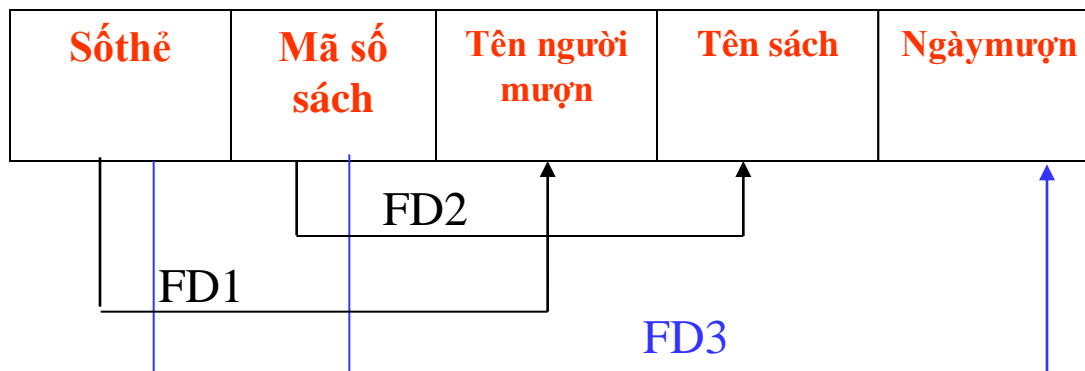 Sốthẻ
Mã số
sách
Tên người
mượn
Tên sách
Ngàymượn
FD2
FD1
FD3